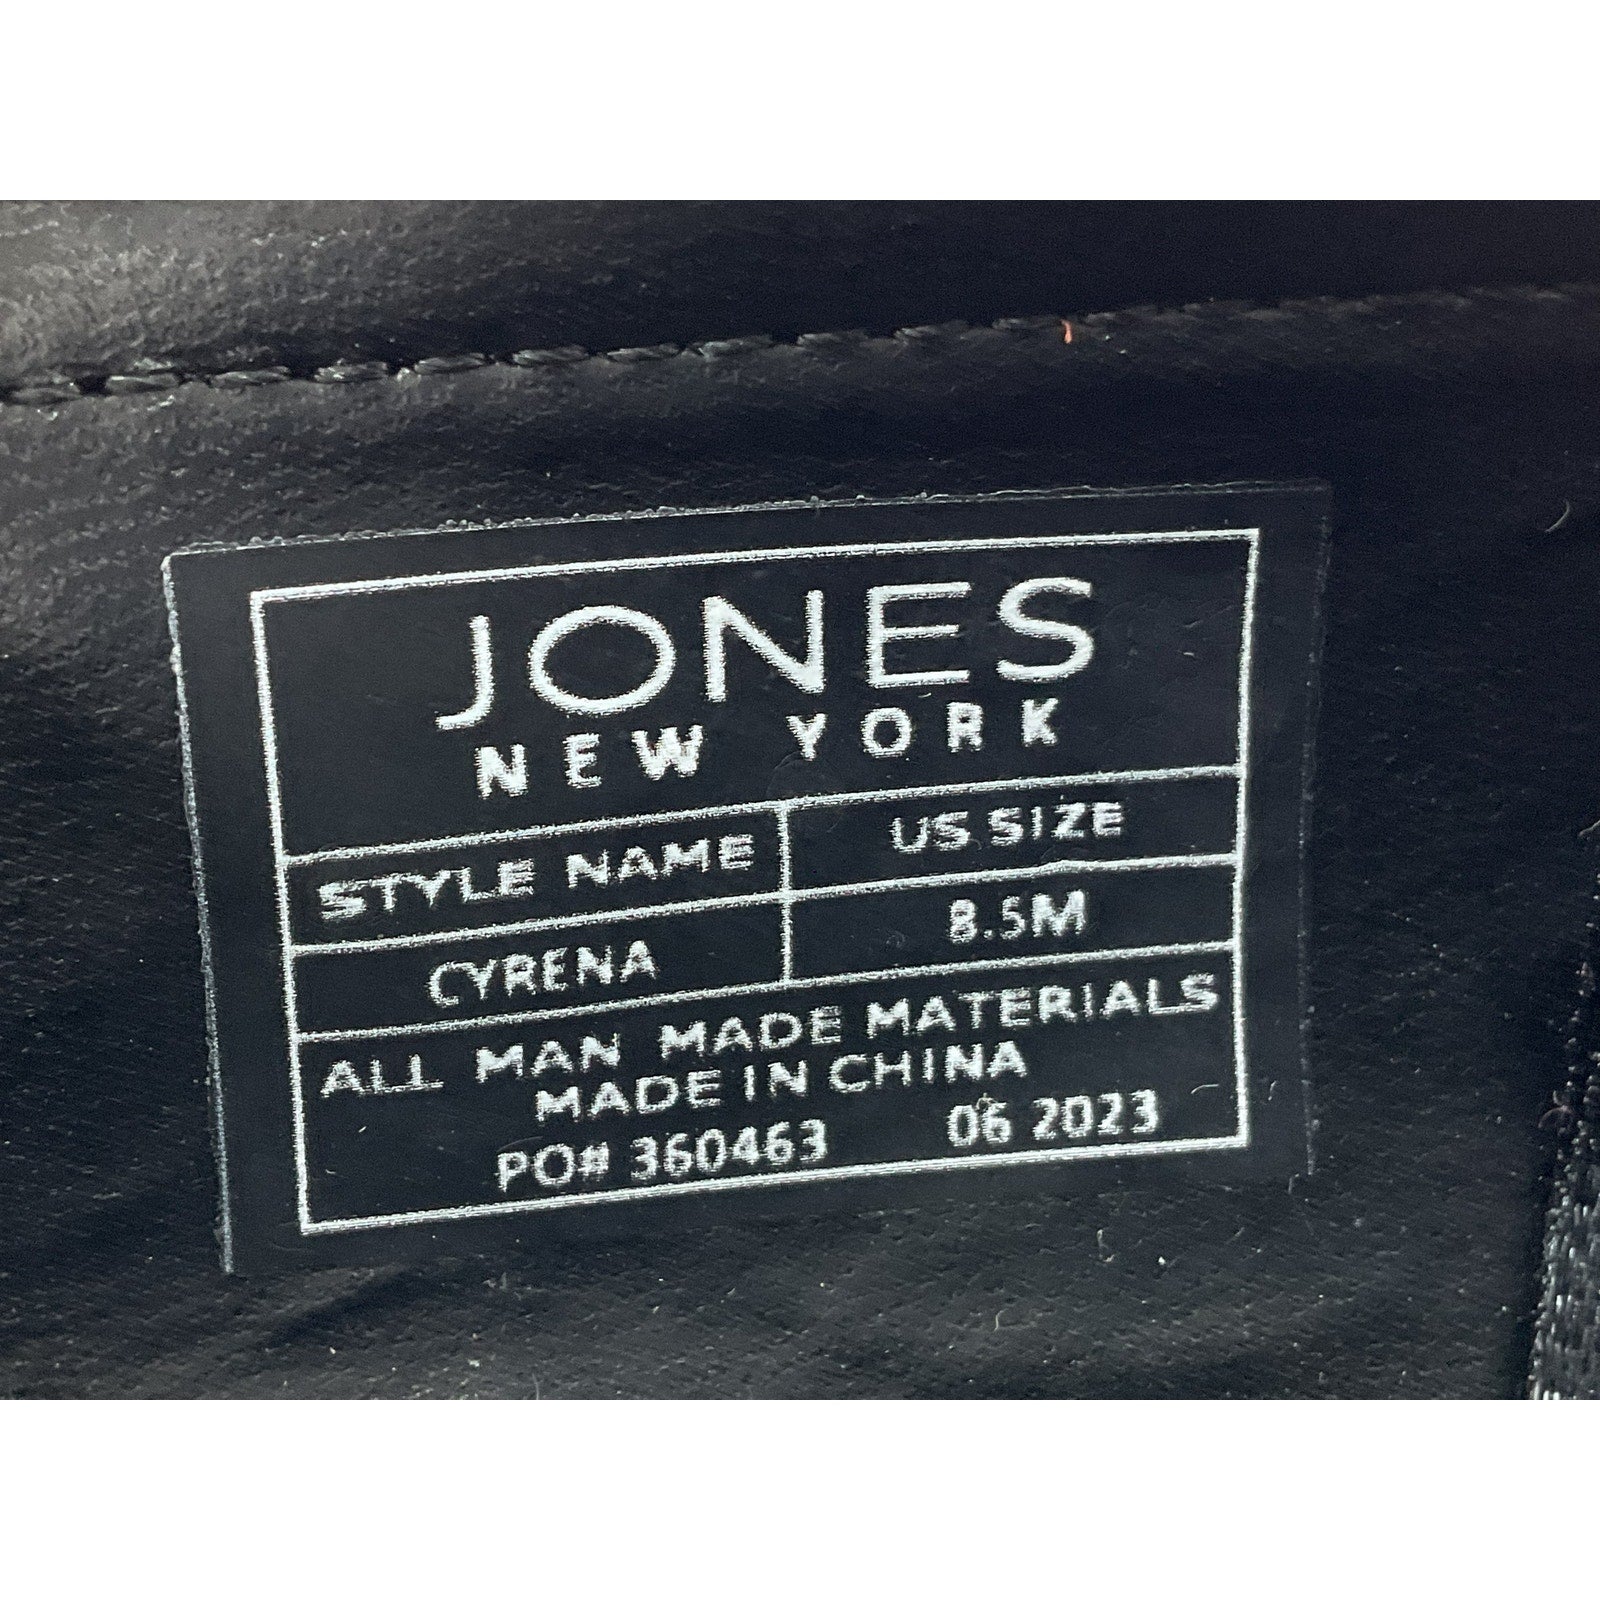 JONES
NEW YORK
STYLE NAME US SIZE
CYRENA 8.5M
ALL MAN MADE MATERIALS
MADE IN CHINA
PO# 360463 06 2023